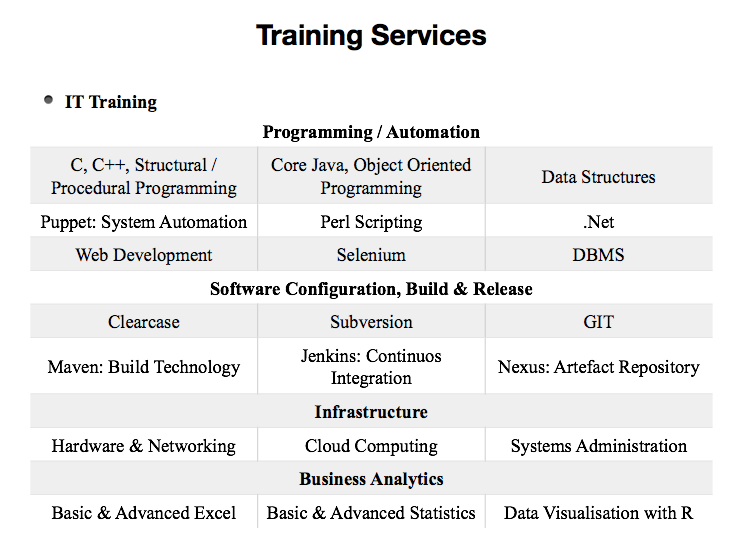 Training Services
IT Training
Programming / Automation
C, C++, Structural /
Procedural Programming
Core Java, Object Oriented
Programming
Data Structures
Puppet: System Automation
Perl Scripting
.Net
Web Development
Selenium
DBMS
Software Configuration, Build & Release
Clearcase
Subversion
GIT
Maven: Build Technology
Jenkins: Continuos
Integration
Nexus: Artefact Repository
Infrastructure
Hardware & Networking
Cloud Computing
Systems Administration
Business Analytics
Basic & Advanced Excel
Basic & Advanced Statistics
Data Visualisation with R